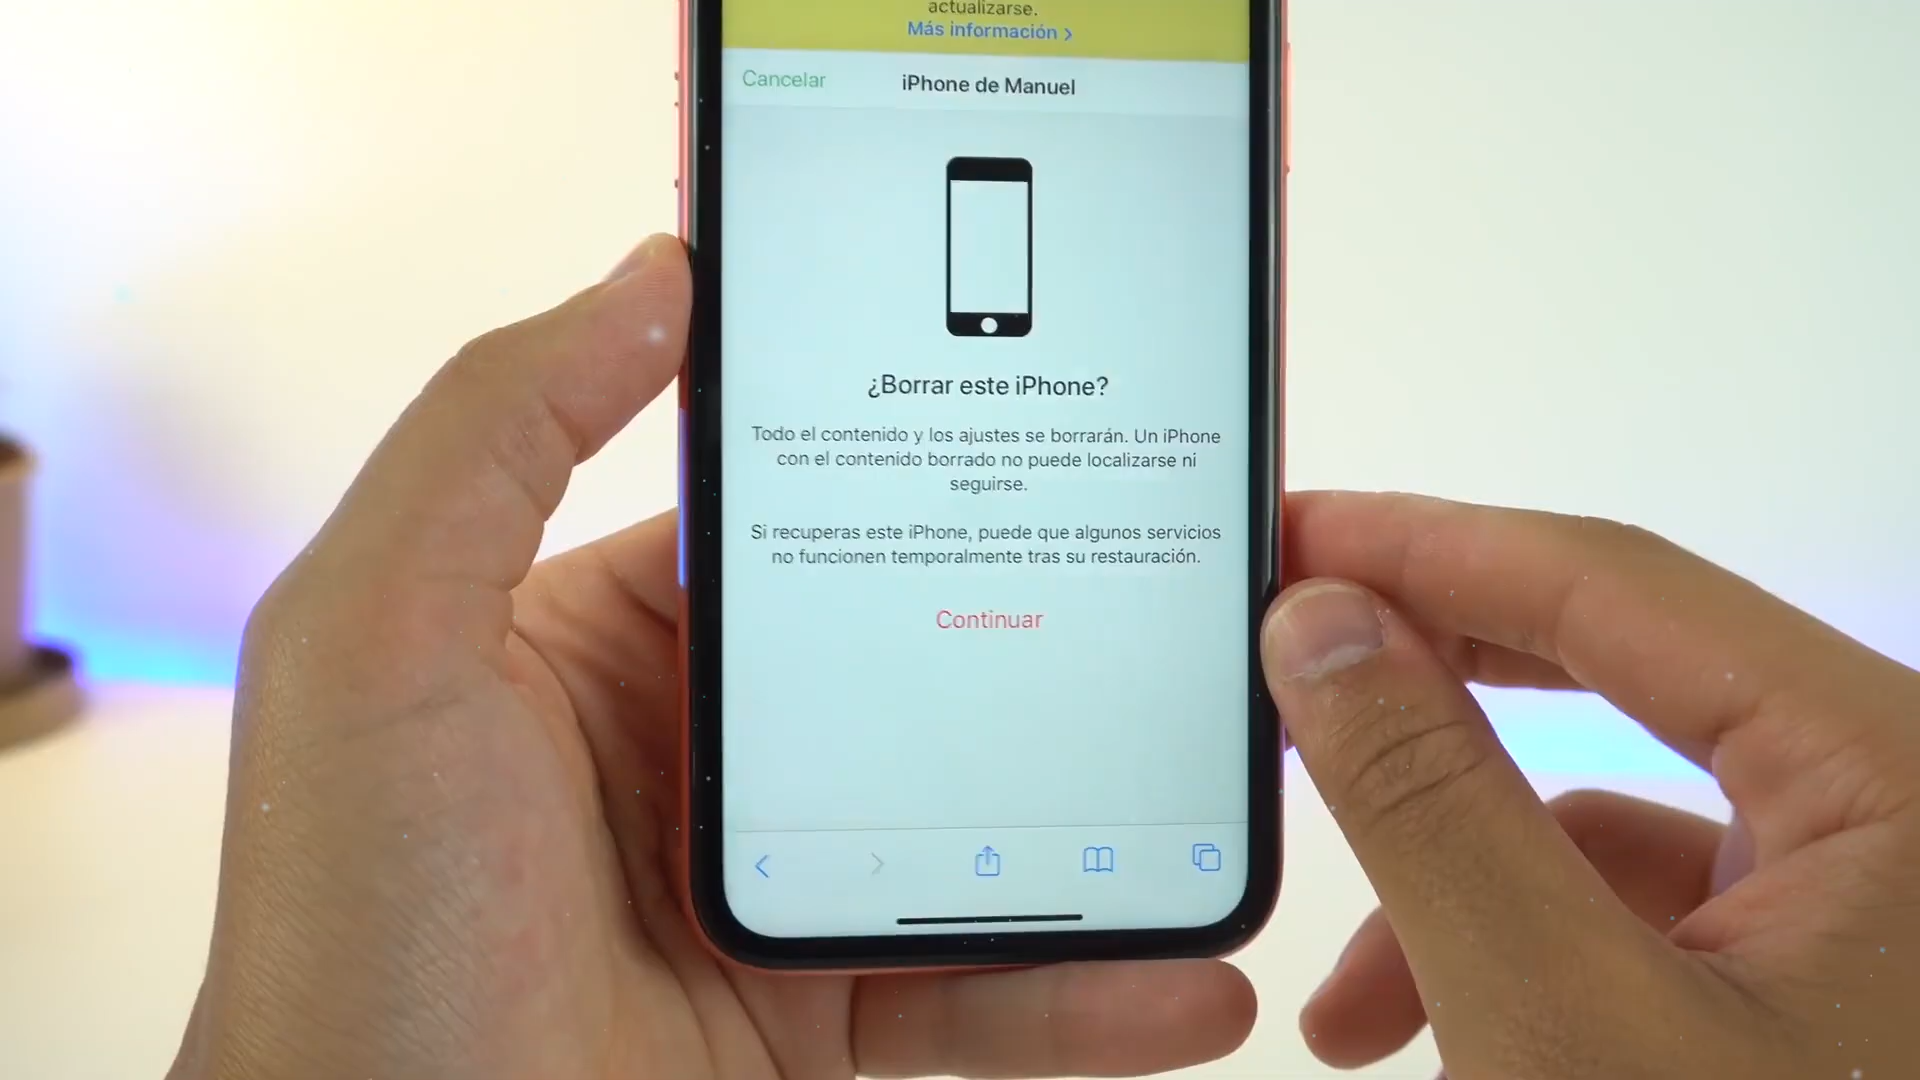 actualizarse.
Más información >
Cancelar
iPhone de Manuel
¿Borrar este iPhone?
Todo el contenido y los ajustes se borrarán. Un iPhone
con el contenido borrado no puede localizarse ni
seguirse.
Si recuperas este iPhone, puede que algunos servicios
no funcionen temporalmente tras su restauración.
Continuar